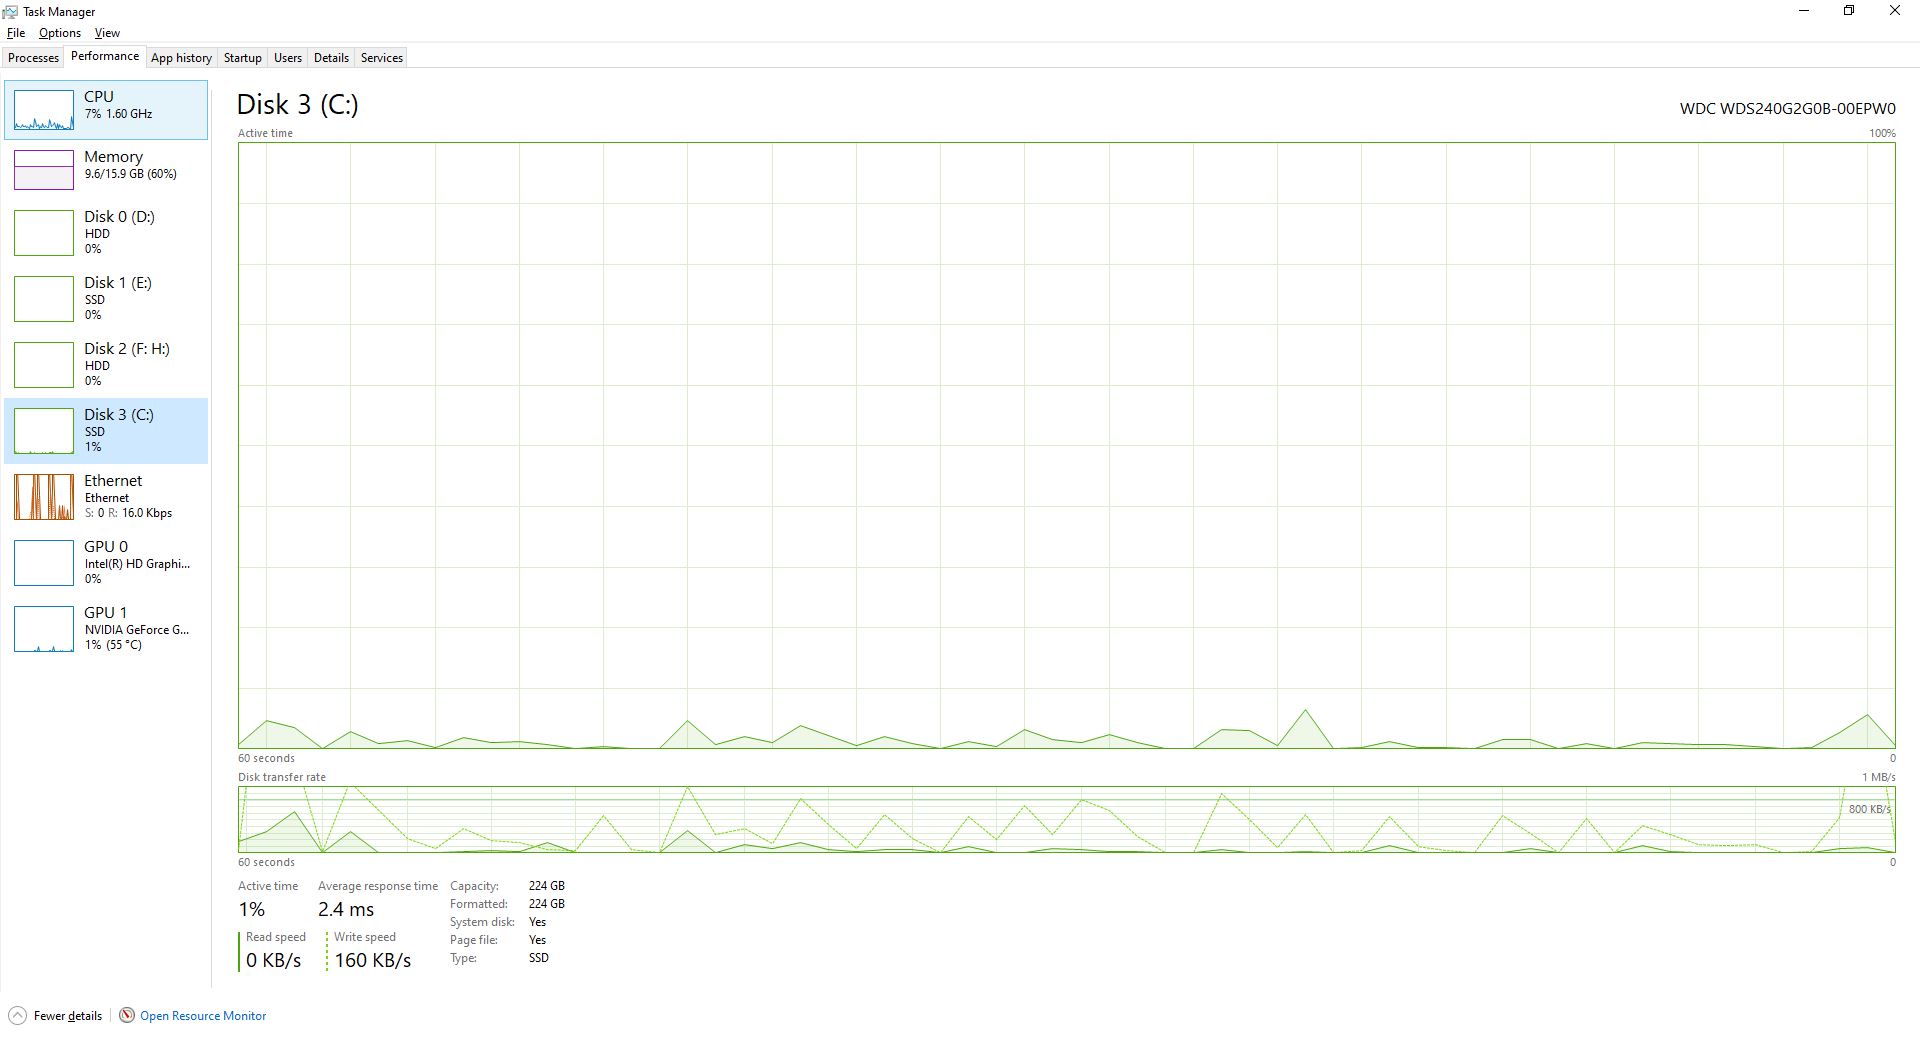 Task Manager
File Options View
Processes Performance App history Startup Users Details Services
CPU
7% 1.60 GHz
Memory
9.6/15.9 GB (60%)
Disk 0 (D:)
HDD
0%
Disk 1 (E:)
SSD
0%
Disk 2 (F: H:)
HDD
0%
Disk 3 (C:)
SSD
1%
Ethernet
Ethernet
S: 0 R: 16.0 Kbps
GPU 0
Intel(R) HD Graphi...
0%
GPU 1
NVIDIA GeForce G...
1% (55 °C)
Disk 3 (C:)
WDC WDS240G2G0B-00EPW0
Active time 100%
60 seconds 0
Disk transfer rate 1 MB/s
800 KB/s
60 seconds 0
Active time Average response time
1% 2.4 ms
Read speed Write speed
0 KB/s 160 KB/s
Capacity: 224 GB
Formatted: 224 GB
System disk: Yes
Page file: Yes
Type: SSD
Fewer details Open Resource Monitor